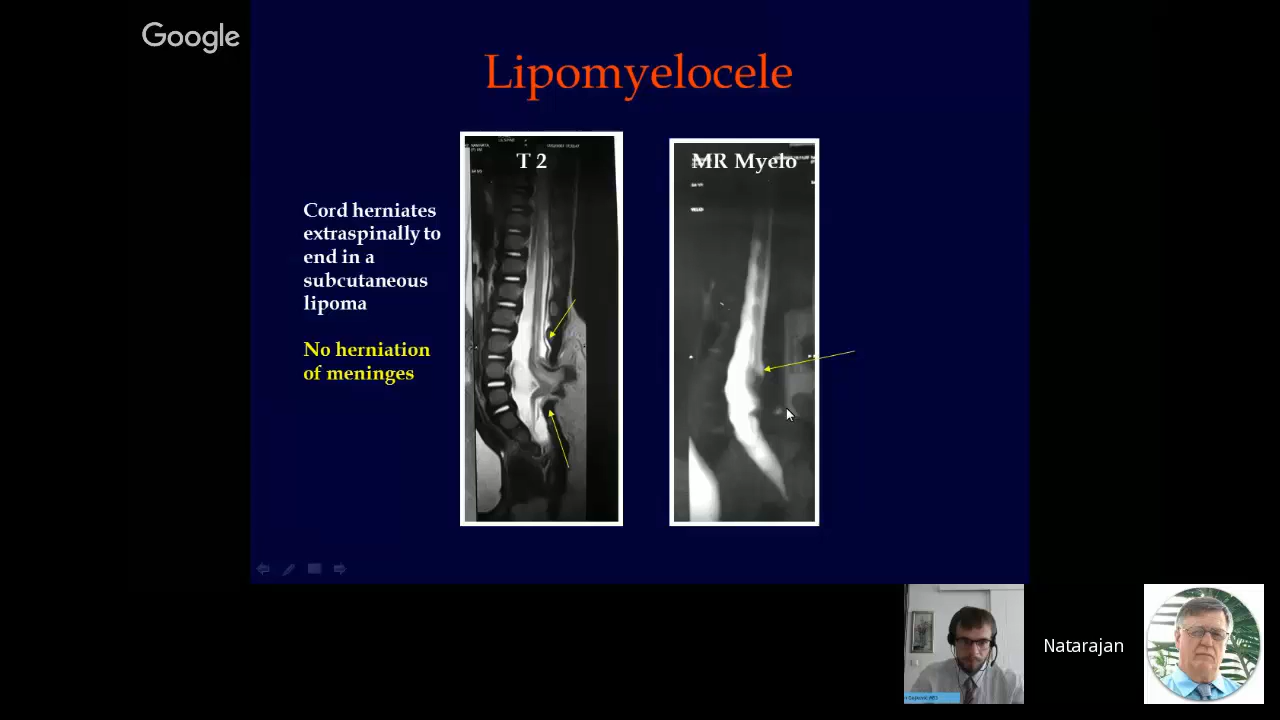 Google
Lipomyelocele
T 2
MR Myelo
Cord herniates
extraspinally to
end in a
subcutaneous
lipoma
No herniation
of meninges
Natarajan